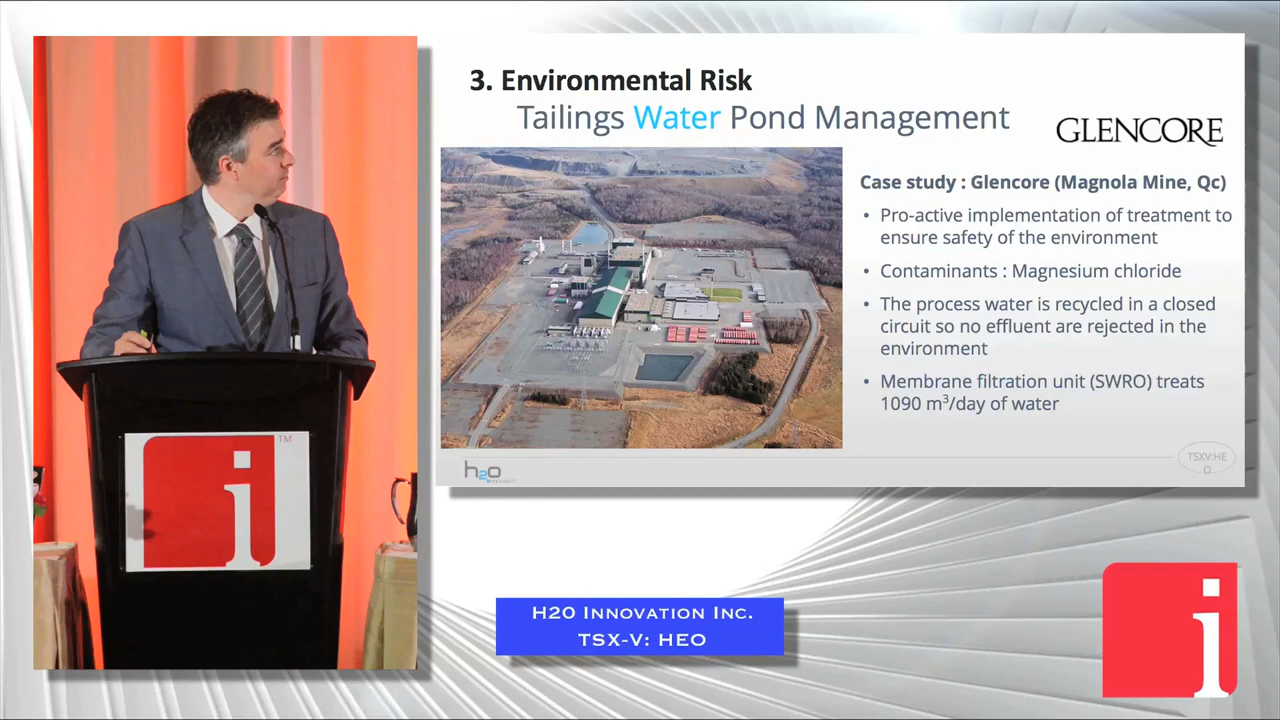 3. Environmental Risk
Tailings Water Pond Management
GLENCORE
Case study : Glencore (Magnola Mine, Qc)
• Pro-active implementation of treatment to
ensure safety of the environment
• Contaminants : Magnesium chloride
• The process water is recycled in a closed
circuit so no effluent are rejected in the
environment
• Membrane filtration unit (SWRO) treats
1090 m³/day of water
h2o
TSXV:HE
O
i
TM
H20 Innovation Inc.
TSX-V: HEO
i